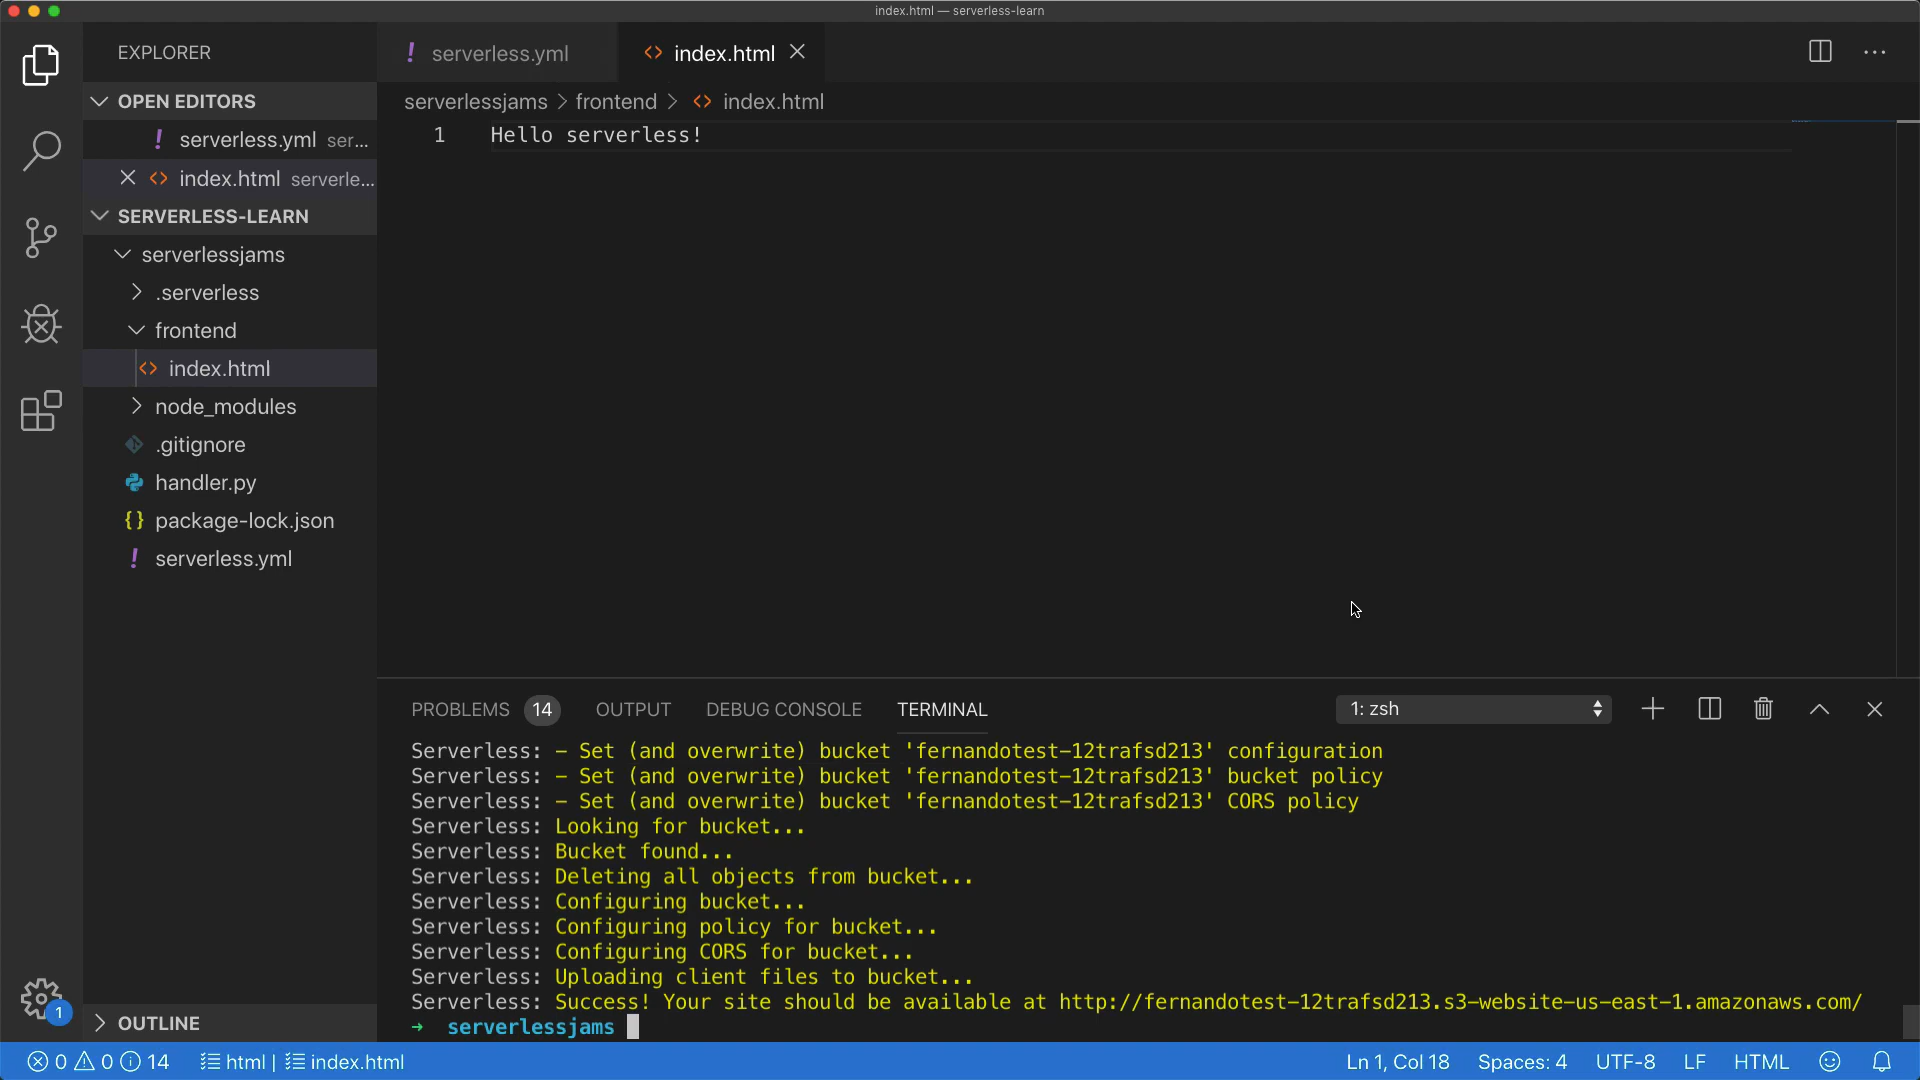 index.html — serverless-learn
EXPLORER
serverless.yml
index.html
OPEN EDITORS
serverless.yml ser...
index.html serverle...
SERVERLESS-LEARN
serverlessjams
.serverless
frontend
index.html
node_modules
.gitignore
handler.py
package-lock.json
serverless.yml
OUTLINE
serverlessjams > frontend > index.html
1 Hello serverless!
PROBLEMS 14 OUTPUT DEBUG CONSOLE TERMINAL 1: zsh
Serverless: – Set (and overwrite) bucket 'fernandotest-12trafsd213' configuration
Serverless: – Set (and overwrite) bucket 'fernandotest-12trafsd213' bucket policy
Serverless: – Set (and overwrite) bucket 'fernandotest-12trafsd213' CORS policy
Serverless: Looking for bucket...
Serverless: Bucket found...
Serverless: Deleting all objects from bucket...
Serverless: Configuring bucket...
Serverless: Configuring policy for bucket...
Serverless: Configuring CORS for bucket...
Serverless: Uploading client files to bucket...
Serverless: Success! Your site should be available at http://fernandotest-12trafsd213.s3-website-us-east-1.amazonaws.com/
→ serverlessjams
1
0 0 14 html | index.html Ln 1, Col 18 Spaces: 4 UTF-8 LF HTML